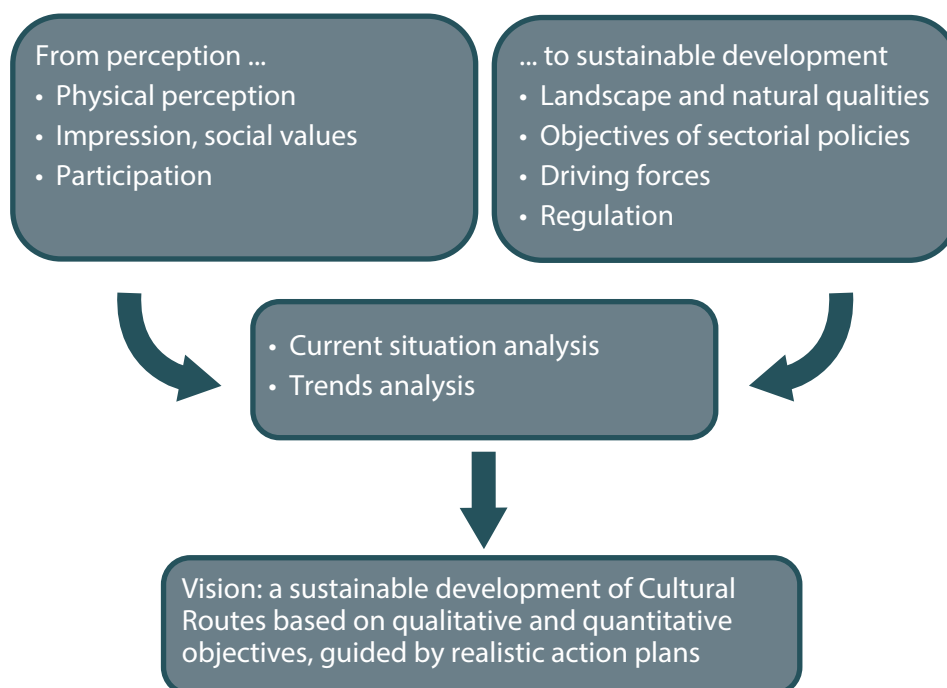 From perception ...
• Physical perception
• Impression, social values
• Participation
... to sustainable development
• Landscape and natural qualities
• Objectives of sectorial policies
• Driving forces
• Regulation
• Current situation analysis
• Trends analysis
Vision: a sustainable development of Cultural
Routes based on qualitative and quantitative
objectives, guided by realistic action plans